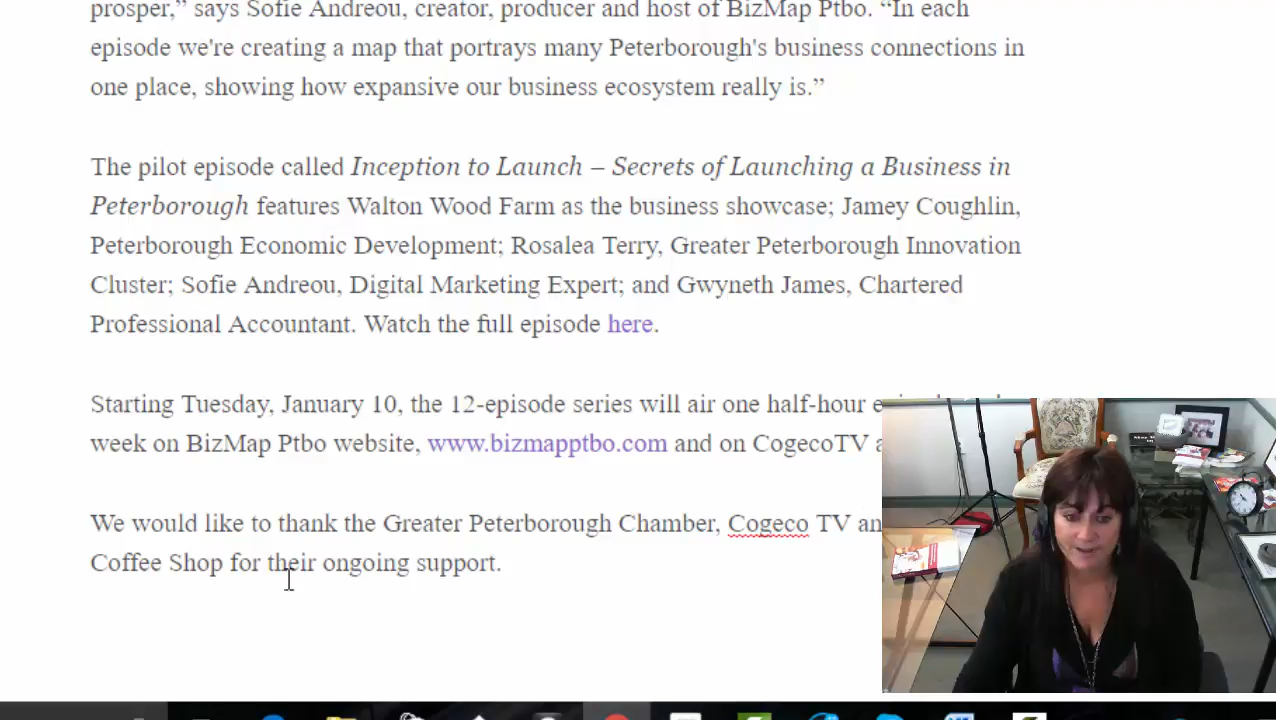 prosper,” says Sofie Andreou, creator, producer and host of BizMap Ptbo. “In each
episode we're creating a map that portrays many Peterborough's business connections in
one place, showing how expansive our business ecosystem really is.”
The pilot episode called Inception to Launch – Secrets of Launching a Business in
Peterborough features Walton Wood Farm as the business showcase; Jamey Coughlin,
Peterborough Economic Development; Rosalea Terry, Greater Peterborough Innovation
Cluster; Sofie Andreou, Digital Marketing Expert; and Gwyneth James, Chartered
Professional Accountant. Watch the full episode here.
Starting Tuesday, January 10, the 12-episode series will air one half-hour
week on BizMap Ptbo website, www.bizmapptbo.com and on CogecoTV
We would like to thank the Greater Peterborough Chamber, Cogeco TV
Coffee Shop for their ongoing support.